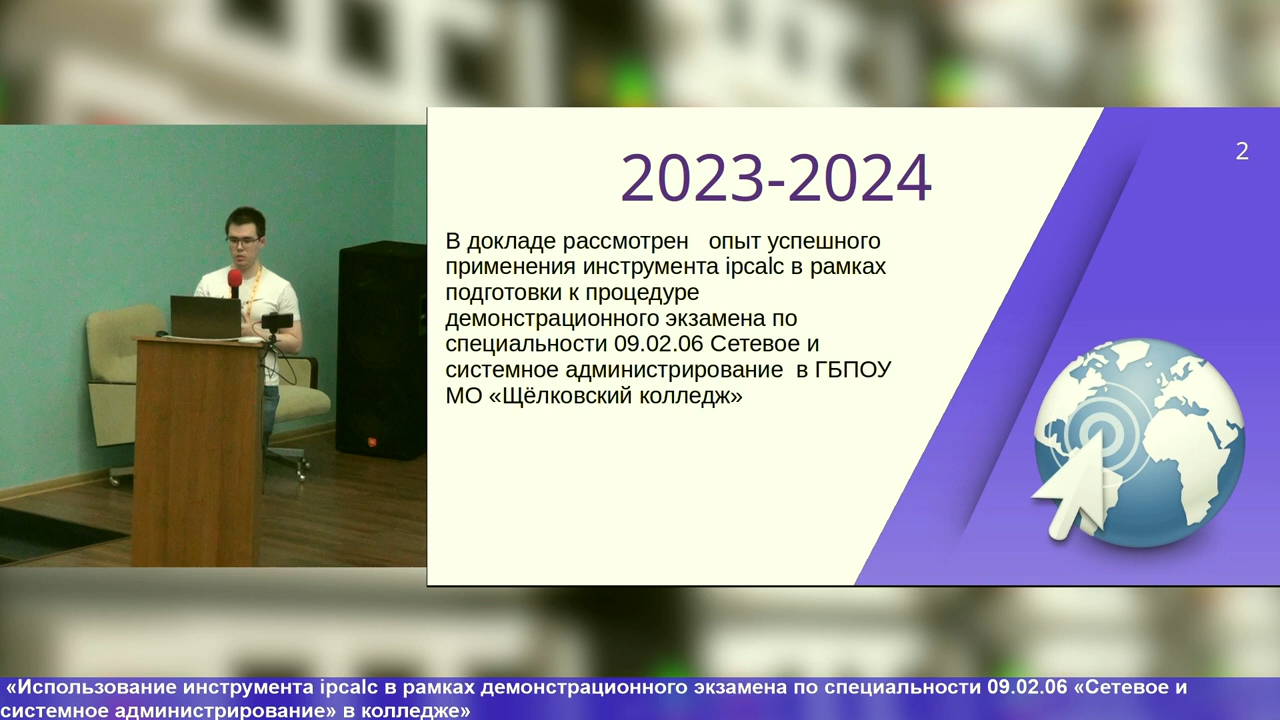 2023-2024
2
В докладе рассмотрен опыт успешного
применения инструмента ipcalc в рамках
подготовки к процедуре
демонстрационного экзамена по
специальности 09.02.06 Сетевое и
системное администрирование в ГБПОУ
МО «Щёлковский колледж»
«Использование инструмента ipcalc в рамках демонстрационного экзамена по специальности 09.02.06 «Сетевое и
системное администрирование» в колледже»